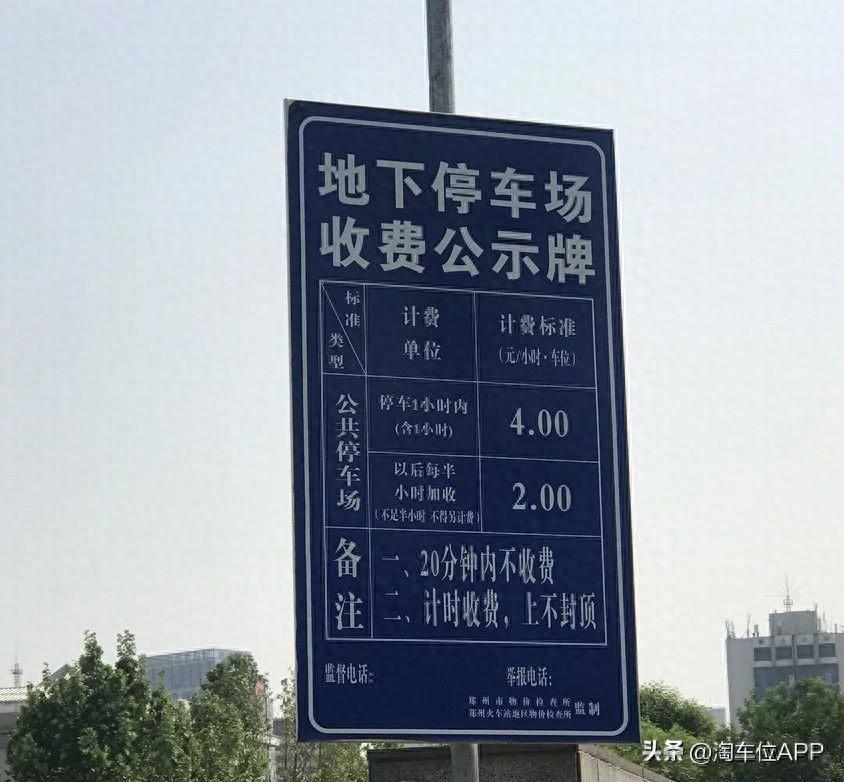 地下停车场
收费公示牌
标准
类型
计费
单位
计费标准
(元/小时·车位)
公共停车场
停车1小时内
(含1小时)
4.00
以后每半
小时加收
(不足半小时 不得另计费)
2.00
备注
一、20分钟内不收费
二、计时收费，上不封顶
监督电话:
举报电话:
郑州市物价检查所
郑州火车站地区物价检查所
监制
头条 @淘车位APP